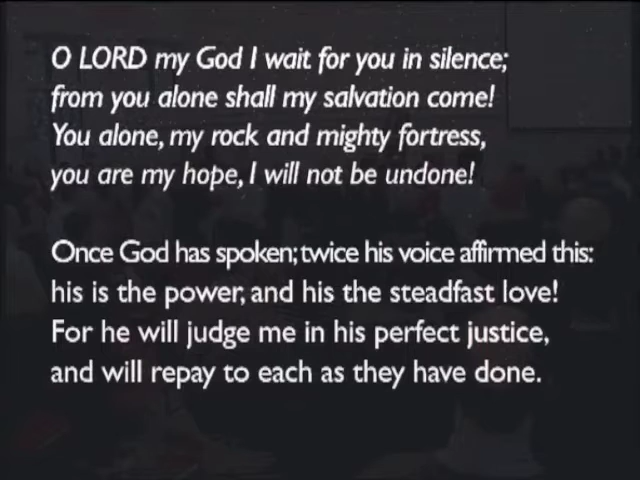 O LORD my God I wait for you in silence;
from you alone shall my salvation come!
You alone, my rock and mighty fortress,
you are my hope, I will not be undone!
Once God has spoken; twice his voice affirmed this:
his is the power, and his the steadfast love!
For he will judge me in his perfect justice,
and will repay to each as they have done.